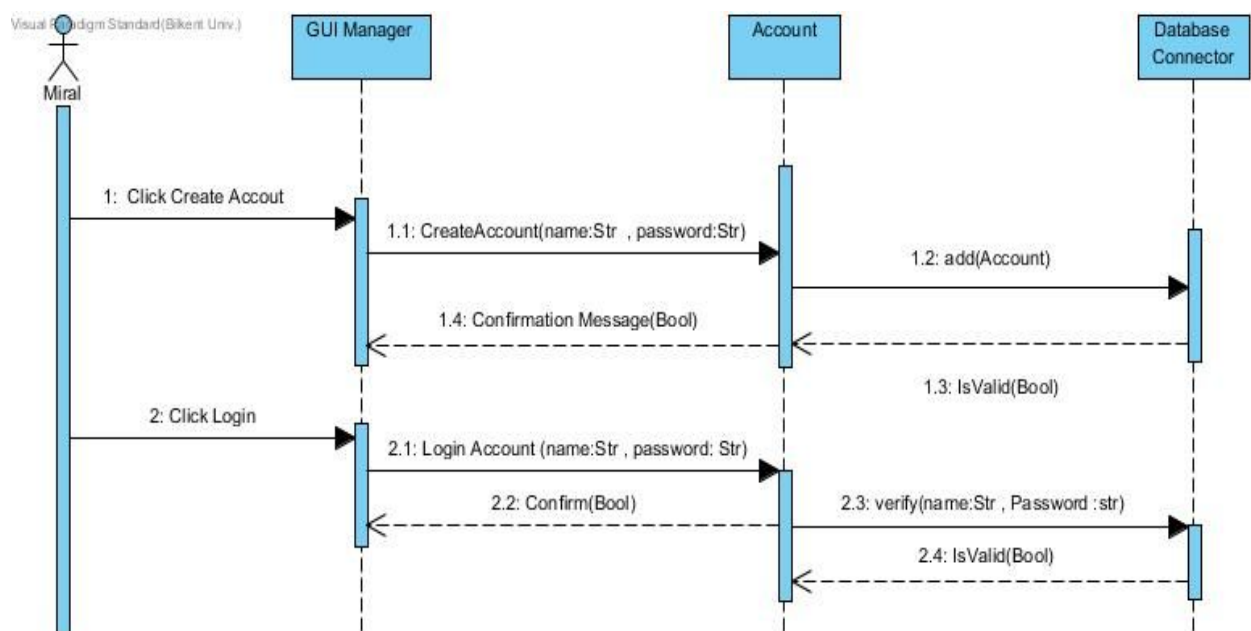 Visual Paradigm Standard(Bilkent Univ.)
Miral
GUI Manager
Account
Database
Connector
1:  Click Create Accout
1.1: CreateAccount(name:Str  , password:Str)
1.2: add(Account)
1.4: Confirmation Message(Bool)
1.3: IsValid(Bool)
2: Click Login
2.1: Login Account (name:Str , password: Str)
2.2: Confirm(Bool)
2.3: verify(name:Str , Password :str)
2.4: IsValid(Bool)